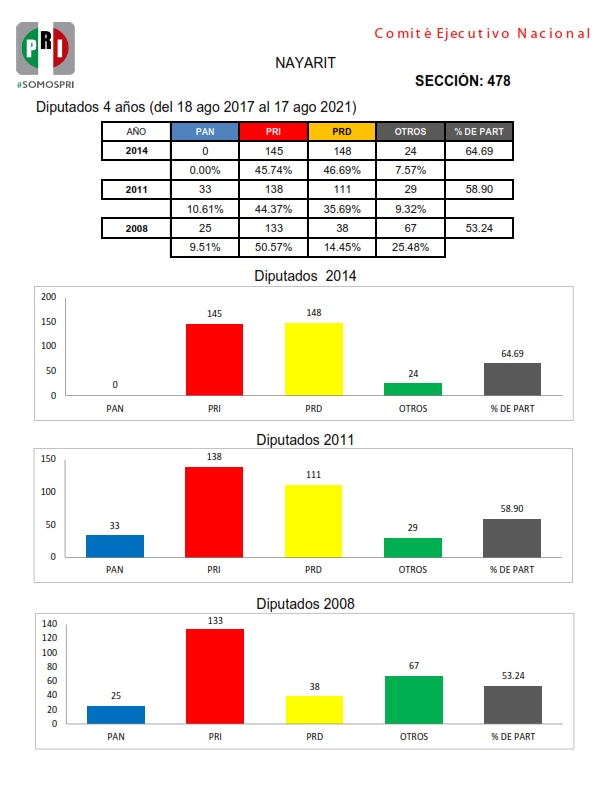 Comité Ejecutivo Nacional
PRI
#SOMOSPRI
NAYARIT
SECCIÓN: 478
Diputados 4 años (del 18 ago 2017 al 17 ago 2021)
AÑO PAN PRI PRD OTROS % DE PART
2014 0 145 148 24 64.69
0.00% 45.74% 46.69% 7.57%
2011 33 138 111 29 58.90
10.61% 44.37% 35.69% 9.32%
2008 25 133 38 67 53.24
9.51% 50.57% 14.45% 25.48%
Diputados 2014
200
150
100
50
0
0 145 148 24 64.69
PAN PRI PRD OTROS % DE PART
Diputados 2011
150
100
50
0
33 138 111 29 58.90
PAN PRI PRD OTROS % DE PART
Diputados 2008
140
120
100
80
60
40
20
0
25 133 38 67 53.24
PAN PRI PRD OTROS % DE PART